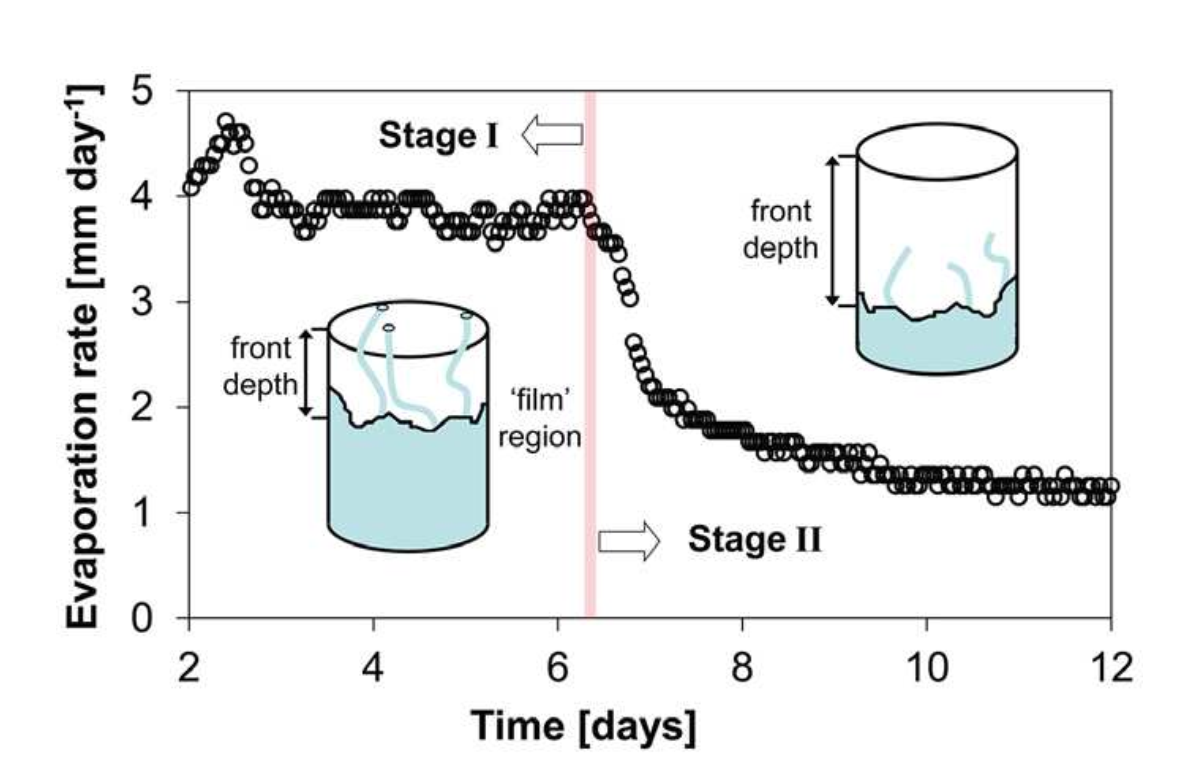 Evaporation rate [mm day⁻¹]
5
4
3
2
1
0
Stage I
front
depth
'film'
region
front
depth
Stage II
2
4
6
8
10
12
Time [days]